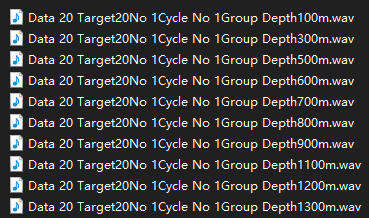 Data 20 Target20No 1Cycle No 1Group Depth100m.wav
Data 20 Target20No 1Cycle No 1Group Depth300m.wav
Data 20 Target20No 1Cycle No 1Group Depth500m.wav
Data 20 Target20No 1Cycle No 1Group Depth600m.wav
Data 20 Target20No 1Cycle No 1Group Depth700m.wav
Data 20 Target20No 1Cycle No 1Group Depth800m.wav
Data 20 Target20No 1Cycle No 1Group Depth900m.wav
Data 20 Target20No 1Cycle No 1Group Depth1100m.wav
Data 20 Target20No 1Cycle No 1Group Depth1200m.wav
Data 20 Target20No 1Cycle No 1Group Depth1300m.wav